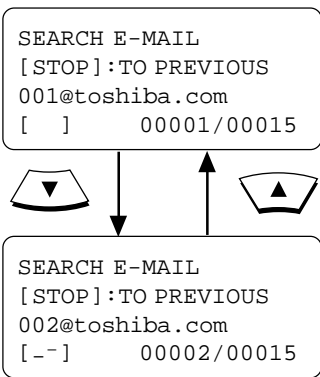 SEARCH E-MAIL
[STOP]:TO PREVIOUS
001@toshiba.com
[  ]      00001/00015
SEARCH E-MAIL
[STOP]:TO PREVIOUS
002@toshiba.com
[_‾]      00002/00015